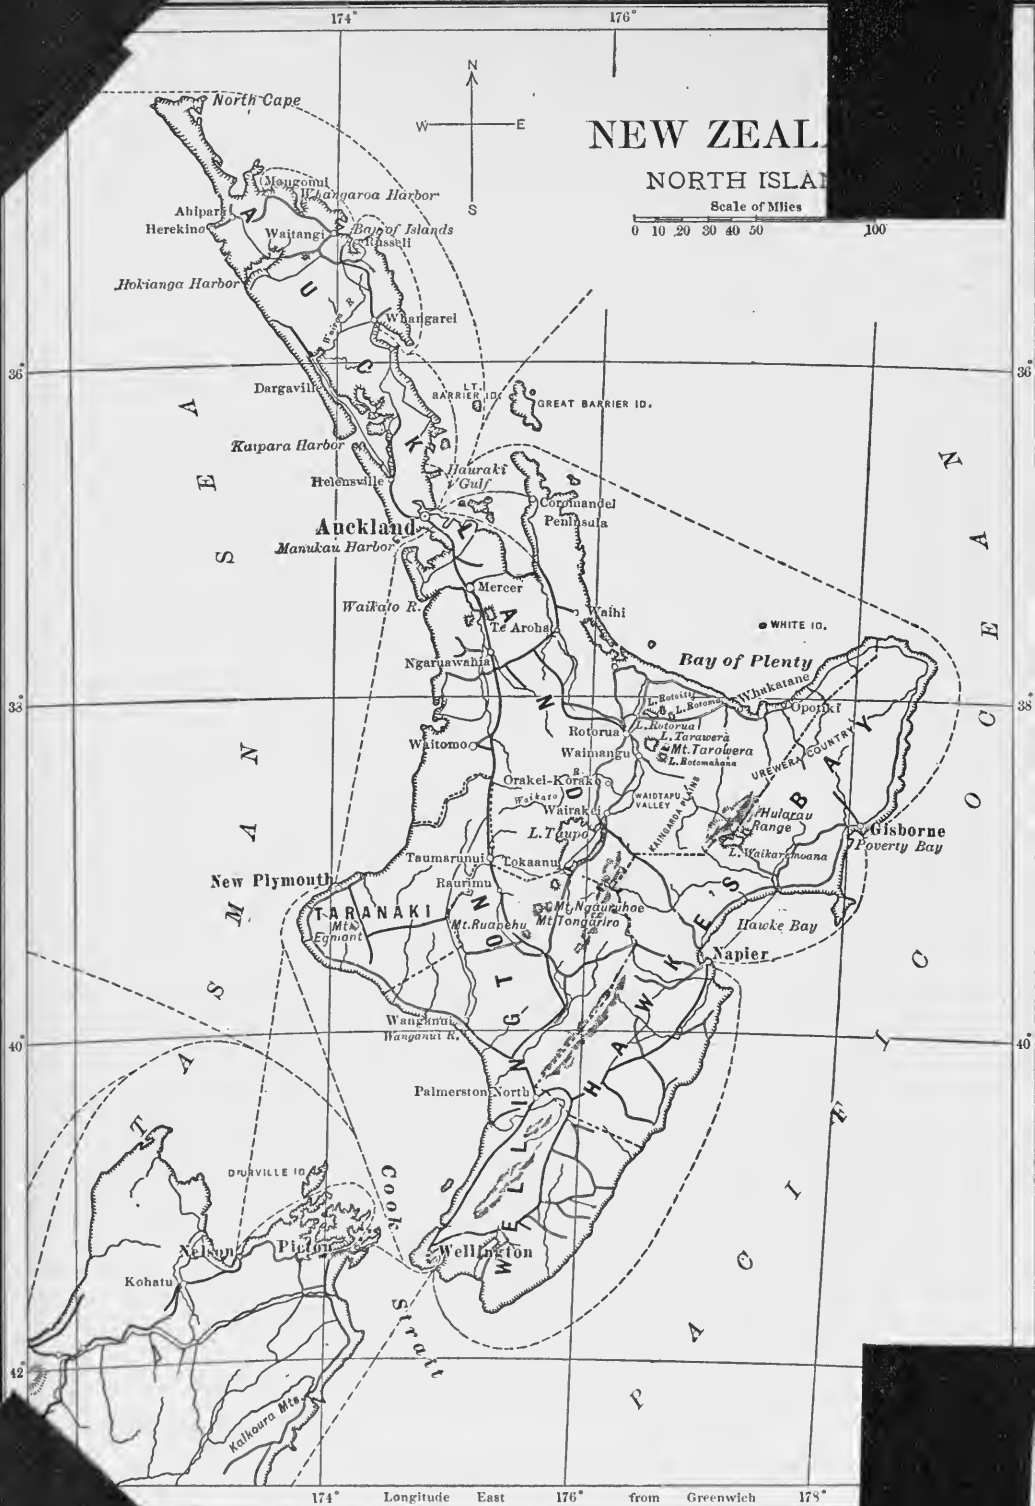 174°
176°
N
W
E
S
NEW ZEAL
NORTH ISLA
Scale of Miles
0 10 20 30 40 50 100
North Cape
Mangonui
Whangaroa Harbor
Ahipara
Herekino
Waitangi
Bay of Islands
Russell
Hokianga Harbor
Wairoa R
Whangarei
36°
36°
Dargaville
LT. BARRIER ID.
GREAT BARRIER ID.
Kaipara Harbor
Hauraki Gulf
Helensville
Coromandel Peninsula
Auckland
Manukau Harbor
Mercer
Waikato R.
Waihi
Te Aroha
WHITE ID.
Ngaruawahia
Bay of Plenty
Whakatane
Opotiki
38°
38°
L. Rotoiti
L. Rotoma
L. Rotorua
Rotorua
L. Tarawera
Waitomo
Waimangu
Mt. Tarowera
L. Rotomahana
UREWERA COUNTRY
Orakei-Korako
Waikato
R.
WAIOTAPU VALLEY
KAINGAROA PLAINS
Wairakei
Huiarau Range
L. Taupo
Gisborne
Poverty Bay
Taumarunui
Tokaanu
L. Waikaremoana
New Plymouth
Raurimu
TARANAKI
Mt. Egmont
Mt. Ruapehu
Mt. Ngauruhoe
Mt. Tongariro
Hawke Bay
Napier
Wanganui
Wanganui R.
40°
40°
Palmerston North
D'URVILLE ID.
Cook Strait
Nelson
Picton
Wellington
Kohatu
42°
Kaikoura Mts.
AUCKLAND
WELLINGTON
HAWKE'S BAY
TASMAN SEA
PACIFIC OCEAN
174° Longitude East 176° from Greenwich 178°